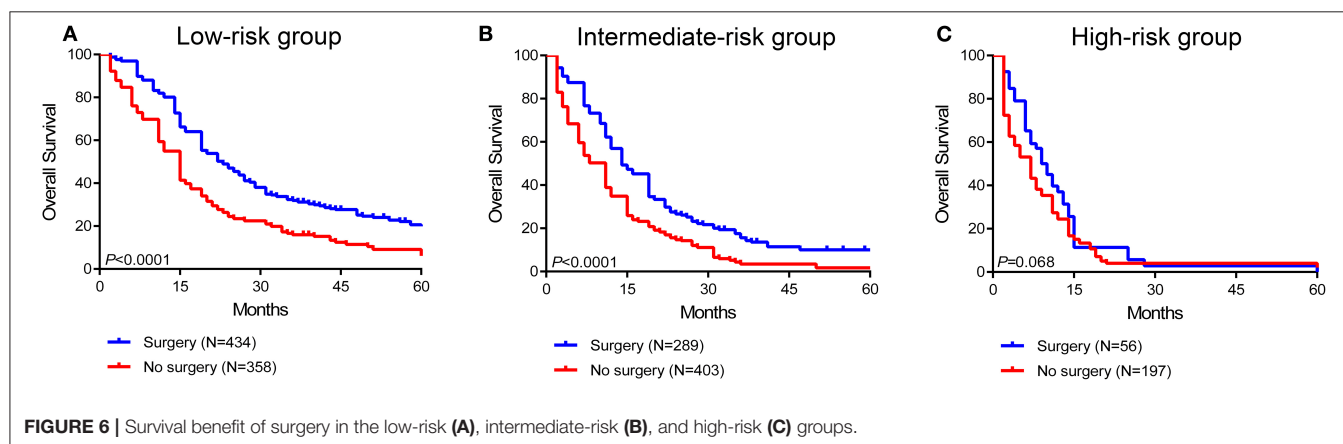 A Low-risk group
100
80
60
40
20
0
Overall Survival
P<0.0001
0 15 30 45 60
Months
Surgery (N=434)
No surgery (N=358)
B Intermediate-risk group
100
80
60
40
20
0
Overall Survival
P<0.0001
0 15 30 45 60
Months
Surgery (N=289)
No surgery (N=403)
C High-risk group
100
80
60
40
20
0
Overall Survival
P=0.068
0 15 30 45 60
Months
Surgery (N=56)
No surgery (N=197)
FIGURE 6 | Survival benefit of surgery in the low-risk (A), intermediate-risk (B), and high-risk (C) groups.